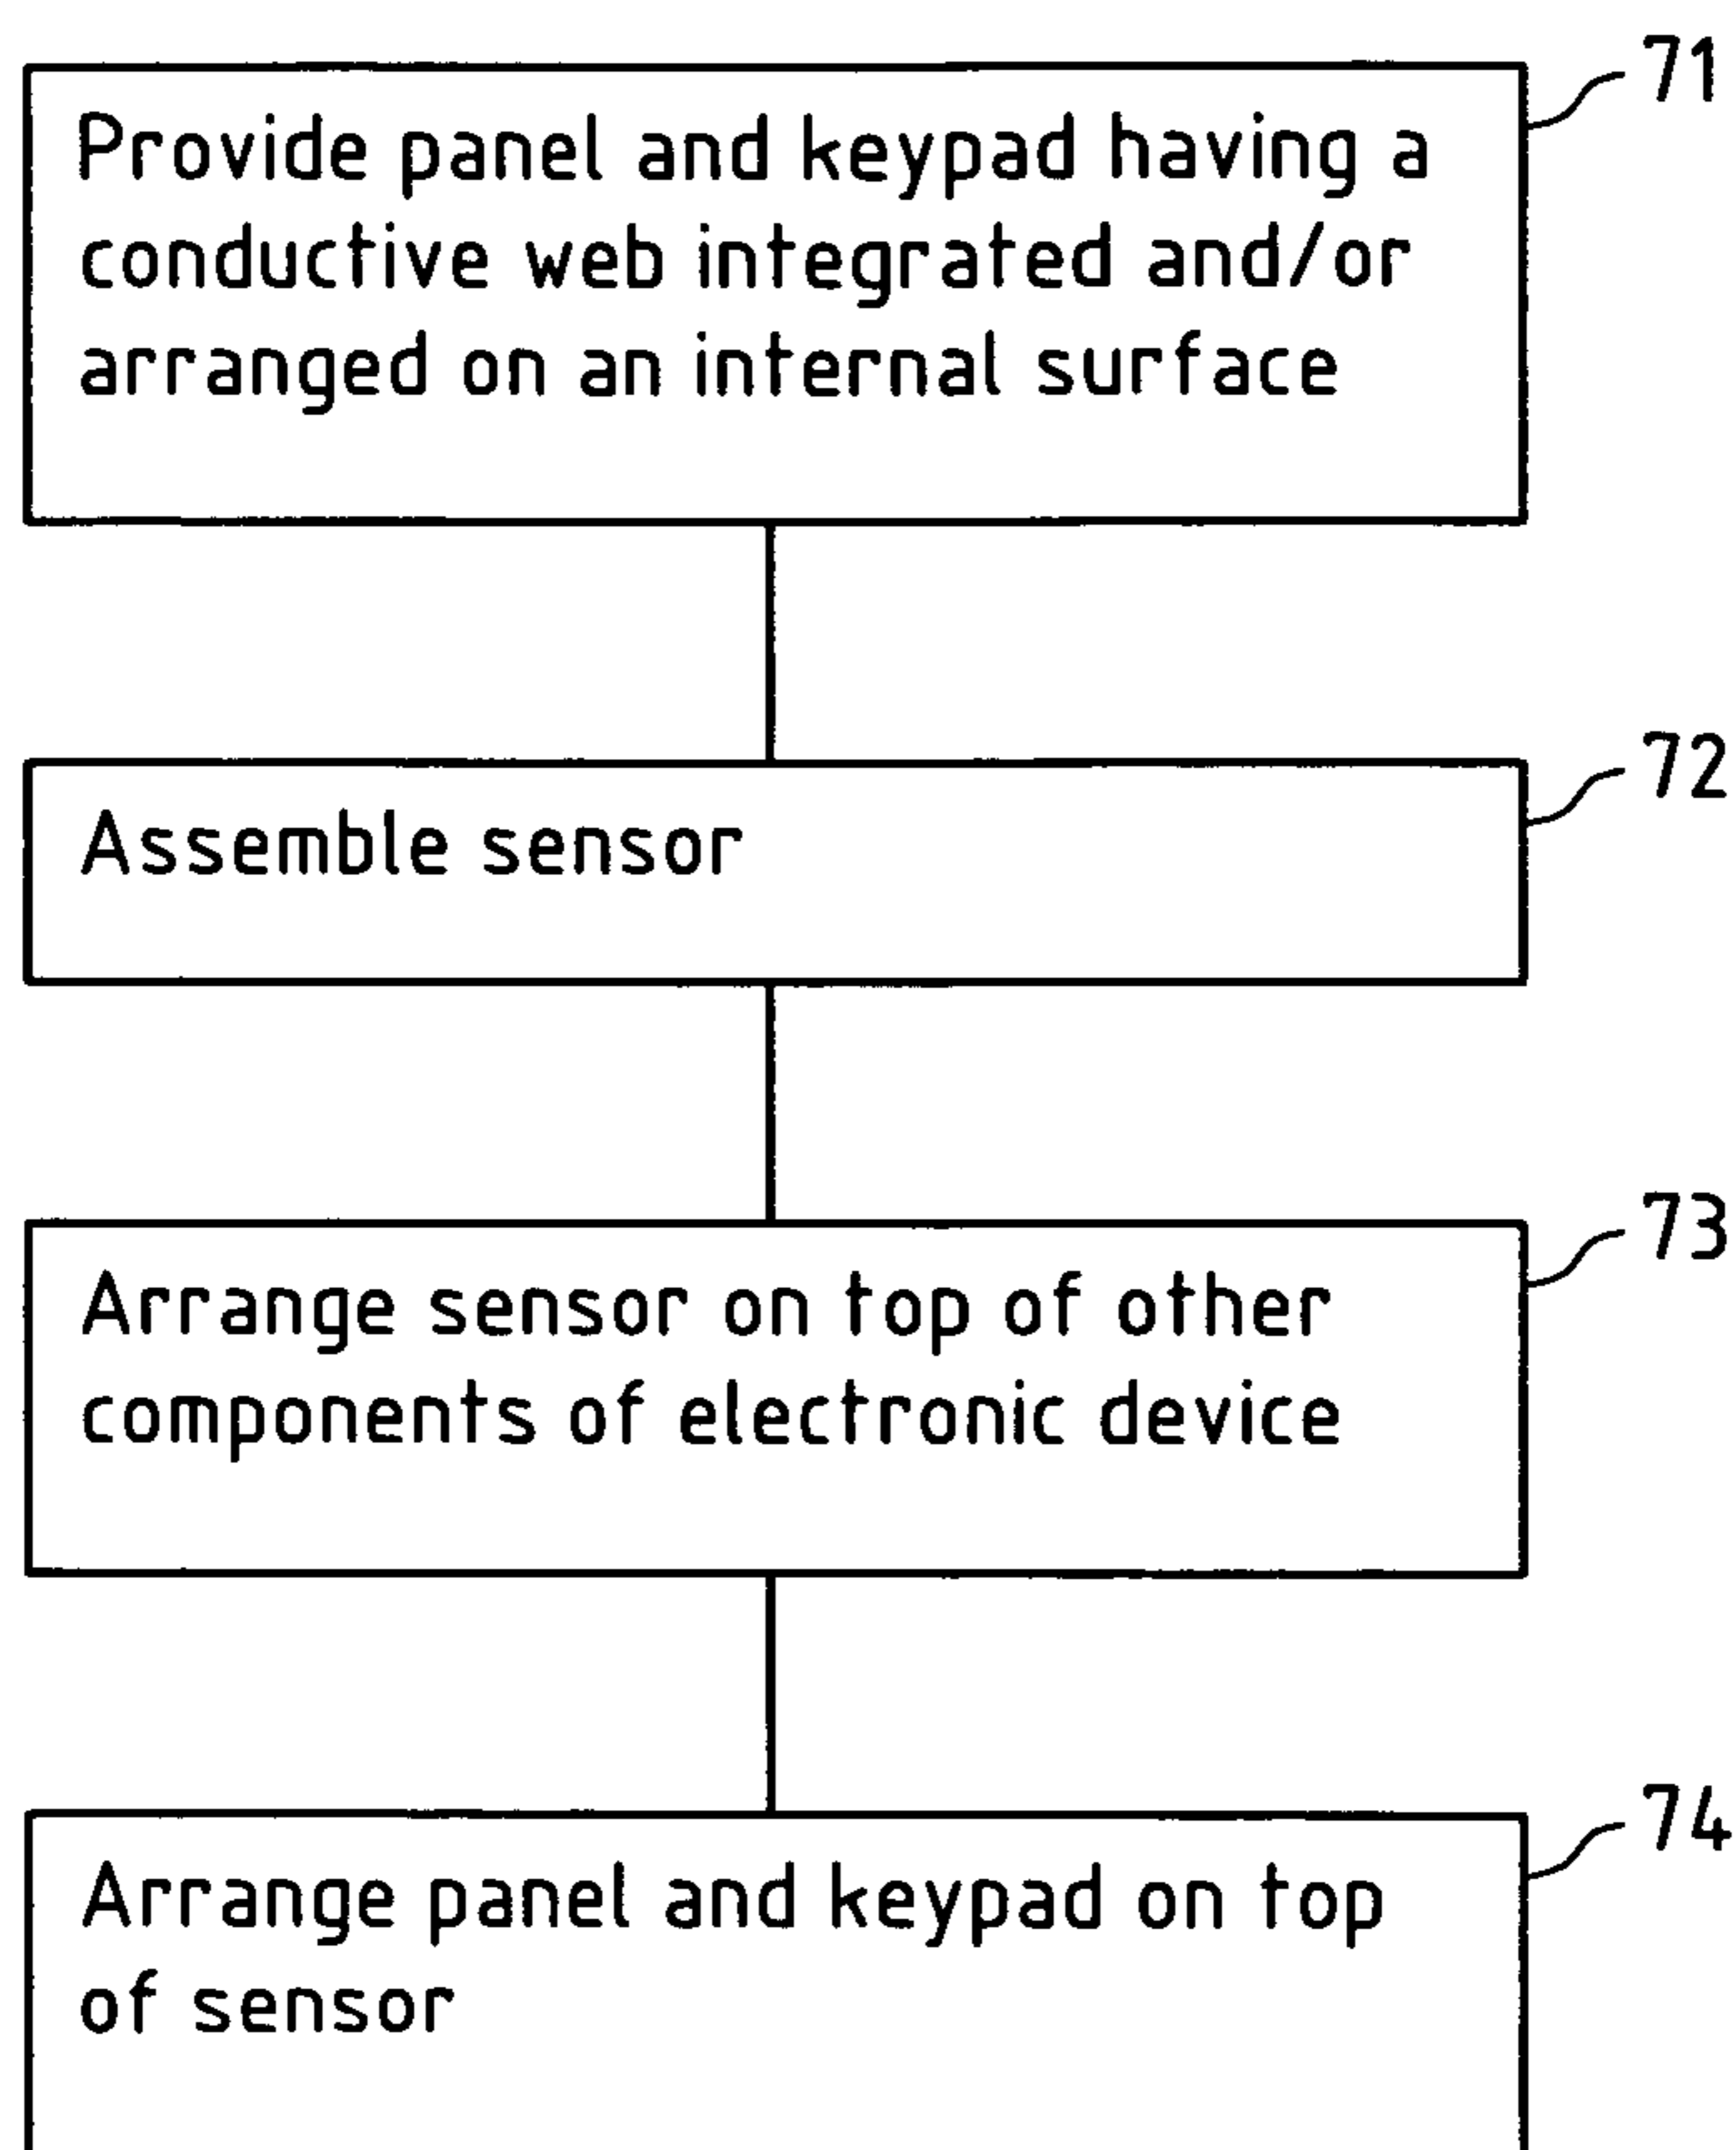 71
Provide panel and keypad having a
conductive web integrated and/or
arranged on an internal surface
72
Assemble sensor
73
Arrange sensor on top of other
components of electronic device
74
Arrange panel and keypad on top
of sensor